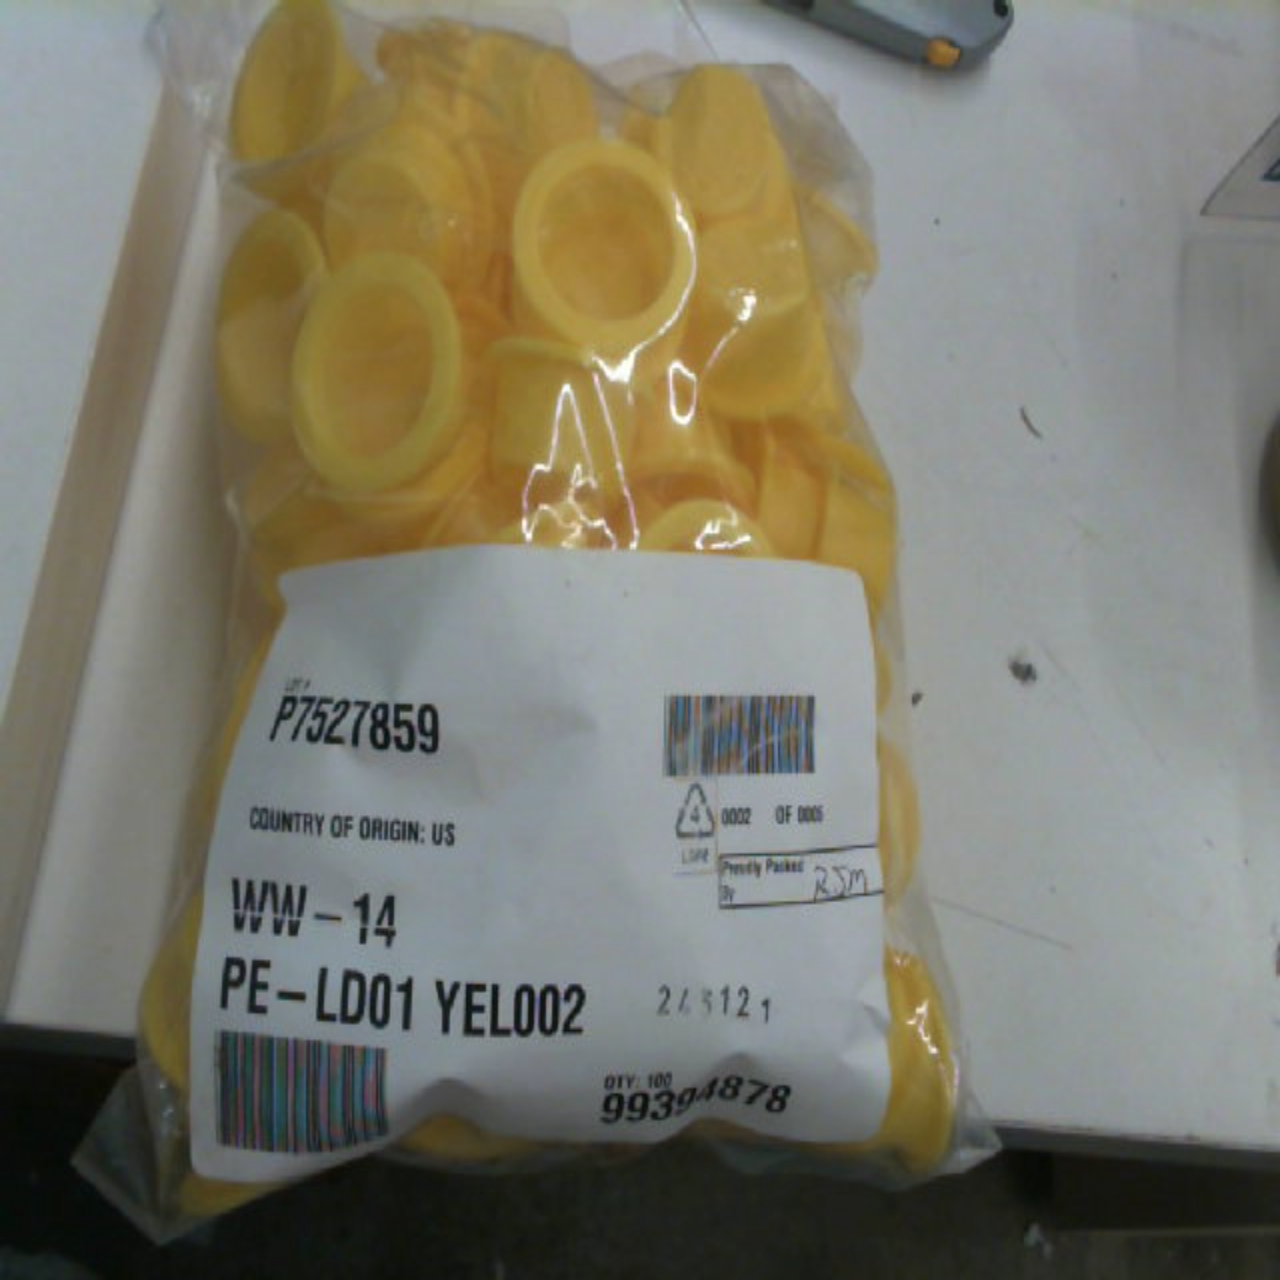 LOT #
P7527859
COUNTRY OF ORIGIN: US
4
0002 OF 0005
LDPE
Proudly Packed
By RJM
WW-14
PE-LD01 YEL002
QTY: 100
99394878